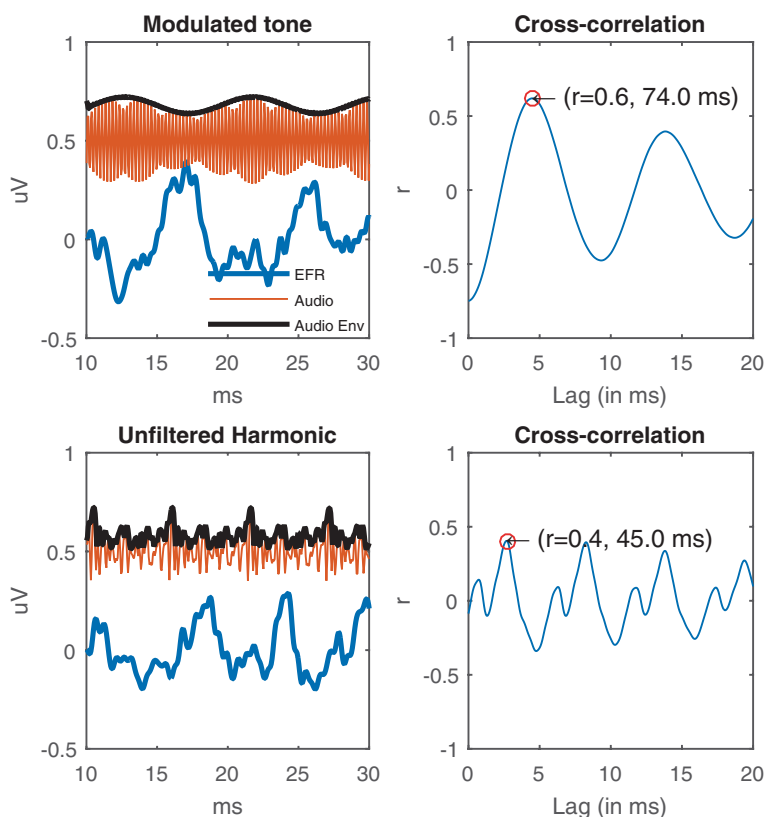 Modulated tone
1
0.5
0
-0.5
uV
10
15
20
25
30
ms
EFR
Audio
Audio Env
Cross-correlation
1
0.5
0
-0.5
-1
r
(r=0.6, 74.0 ms)
0
5
10
15
20
Lag (in ms)
Unfiltered Harmonic
1
0.5
0
-0.5
uV
10
15
20
25
30
ms
Cross-correlation
1
0.5
0
-0.5
-1
r
(r=0.4, 45.0 ms)
0
5
10
15
20
Lag (in ms)